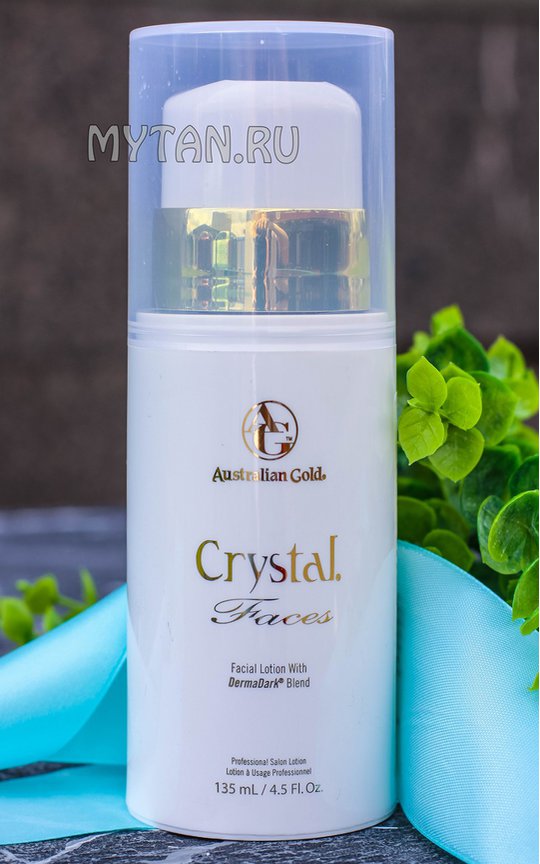 MYTAN.RU
AG™
Australian Gold®
Crystal®
Faces
Facial Lotion With
DermaDark® Blend
Professional Salon Lotion
Lotion à Usage Professionnel
135 mL / 4.5 Fl. Oz.